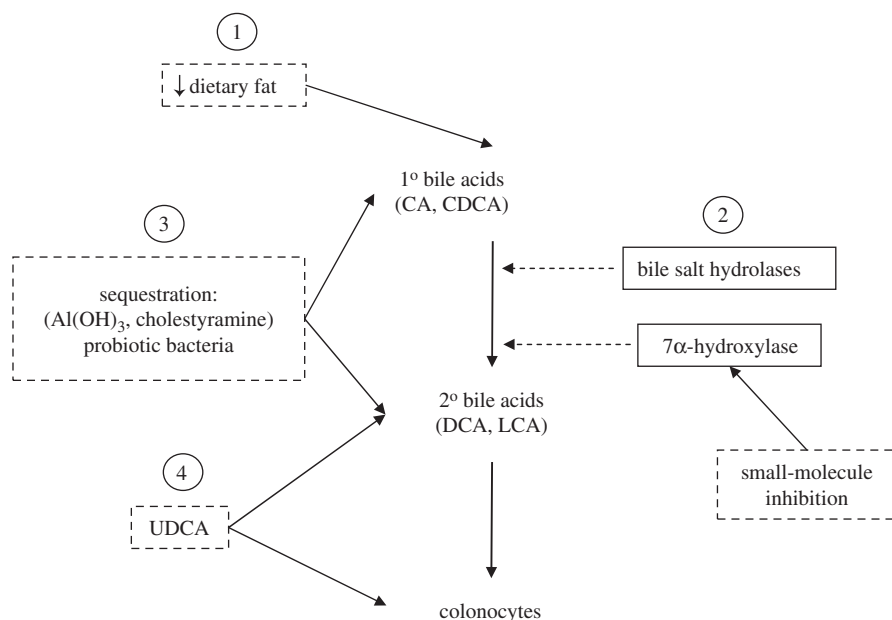 1
↓ dietary fat
1º bile acids
(CA, CDCA)
3
2
sequestration:
(Al(OH)₃, cholestyramine)
probiotic bacteria
bile salt hydrolases
7α-hydroxylase
2º bile acids
(DCA, LCA)
4
UDCA
small-molecule
inhibition
colonocytes